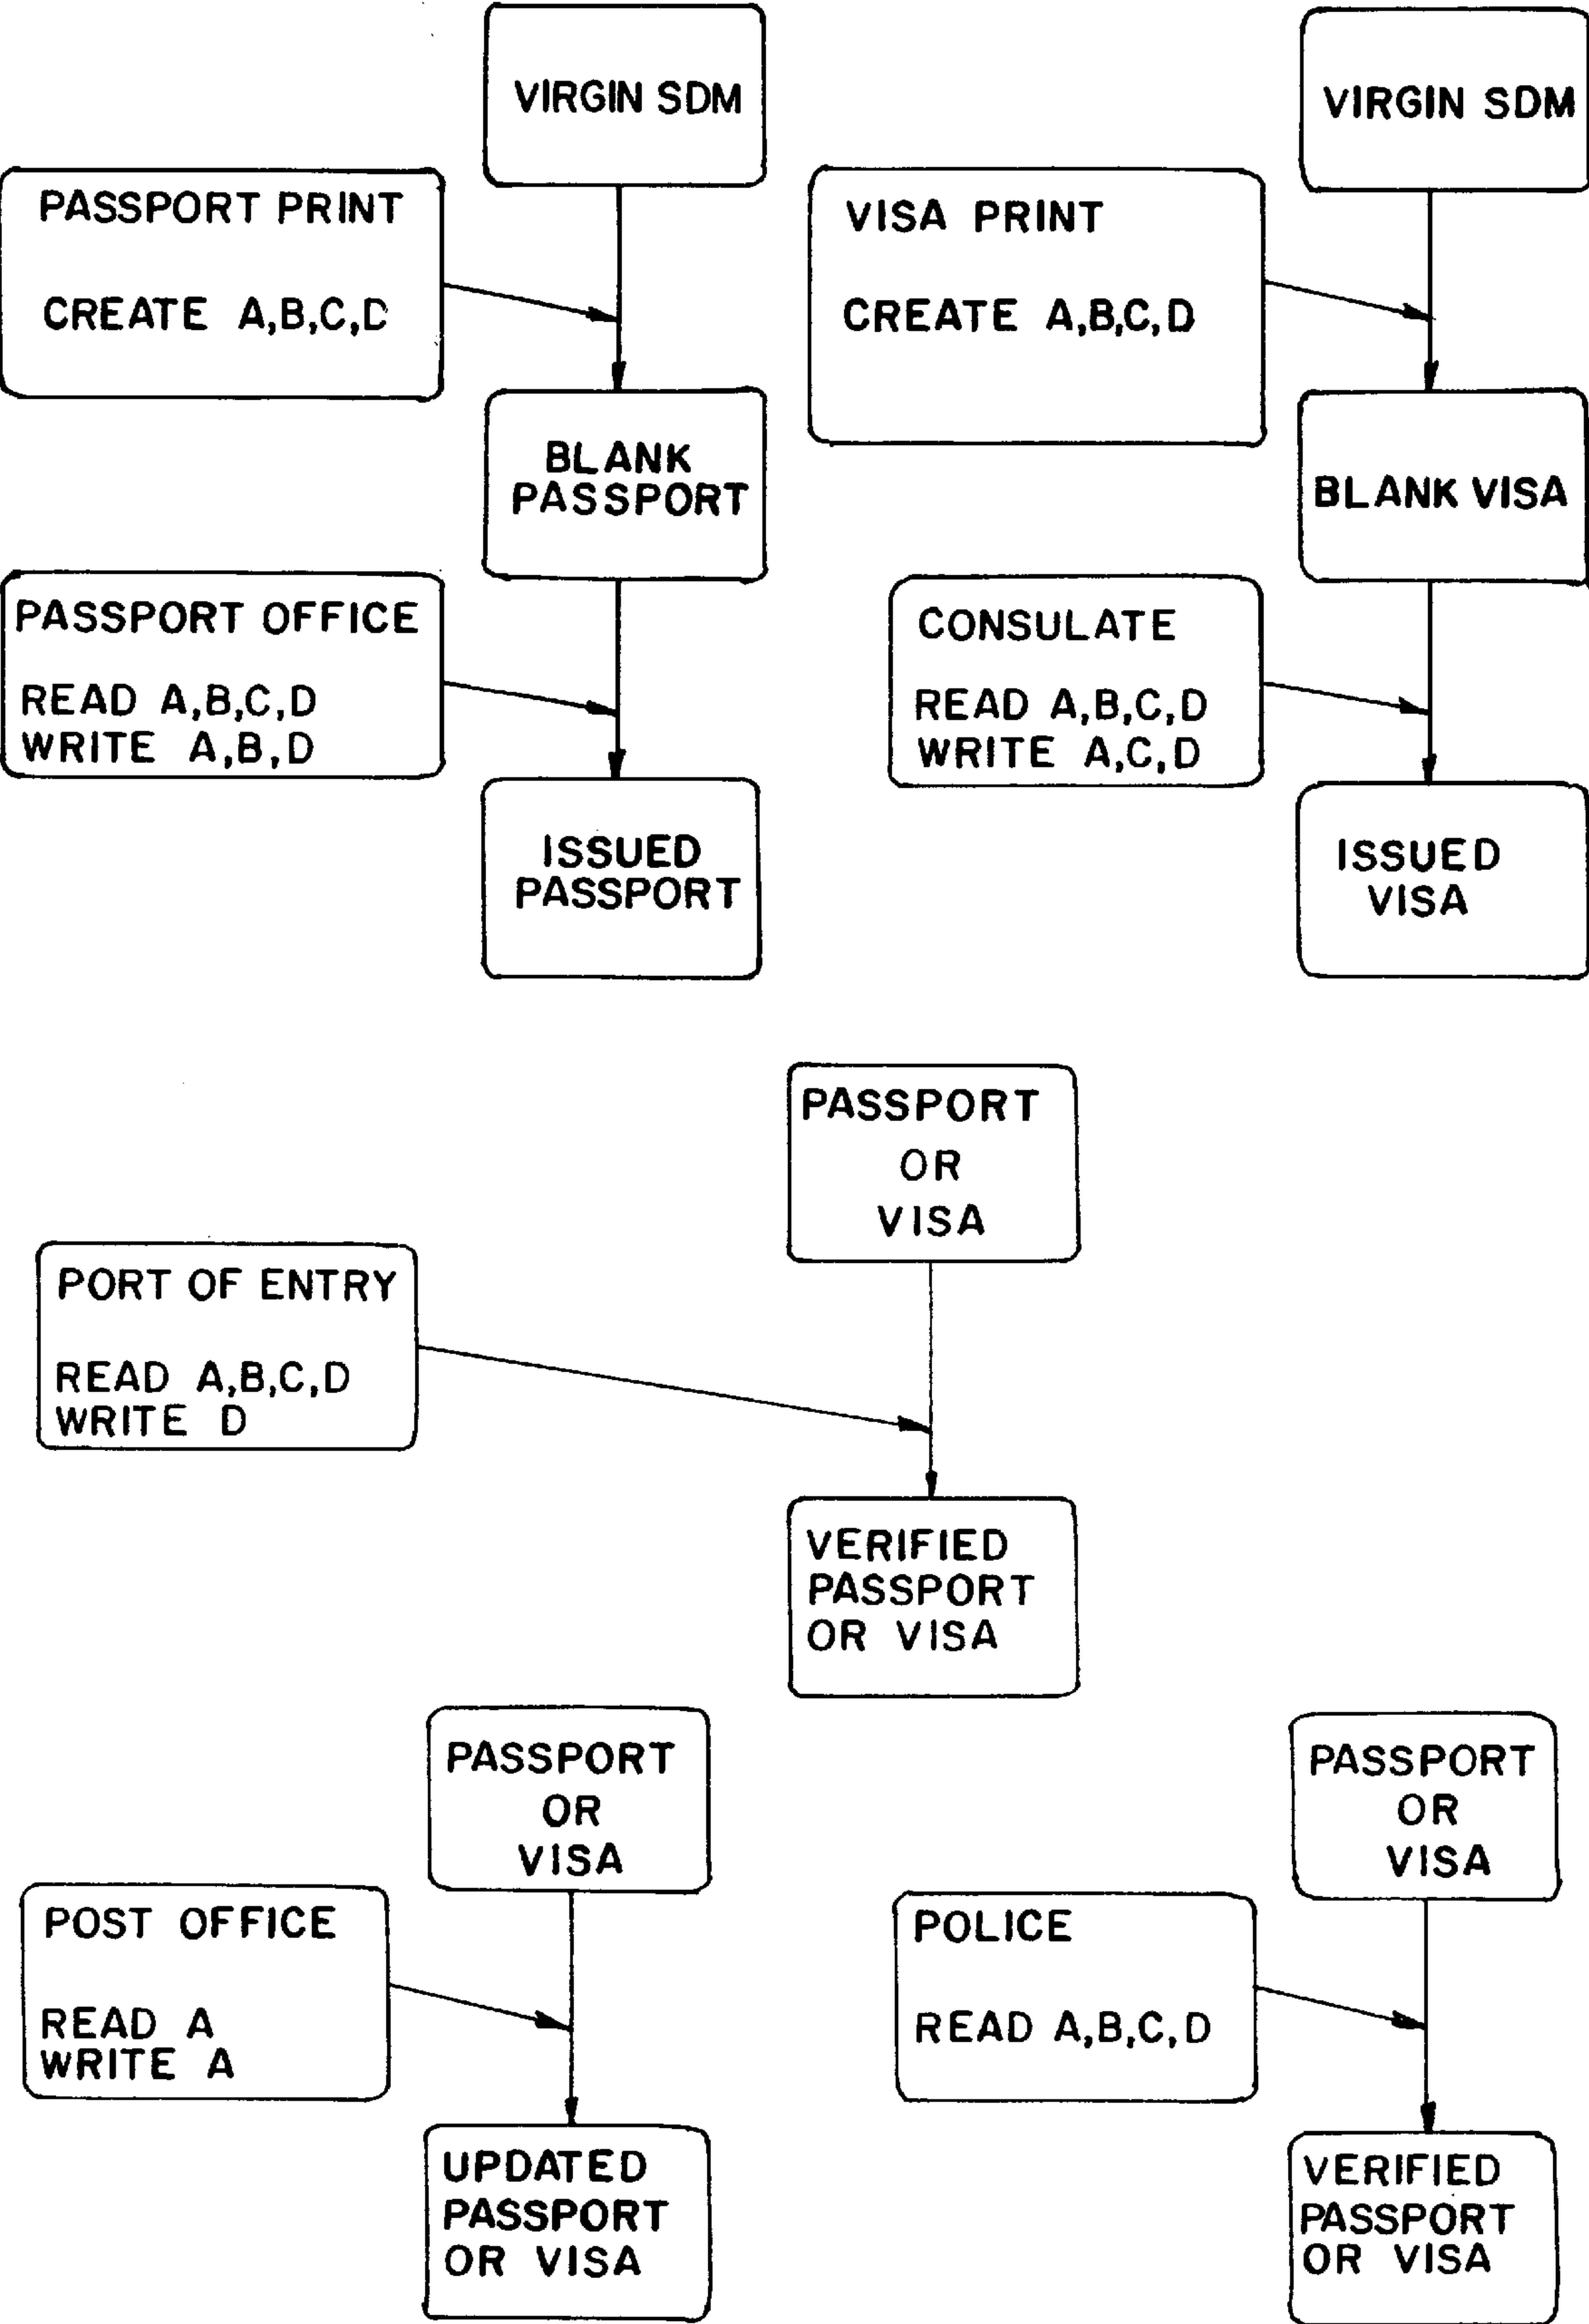 VIRGIN SDM
PASSPORT PRINT
CREATE A,B,C,D
BLANK
PASSPORT
PASSPORT OFFICE
READ A,B,C,D
WRITE A,B,D
ISSUED
PASSPORT
VIRGIN SDM
VISA PRINT
CREATE A,B,C,D
BLANK VISA
CONSULATE
READ A,B,C,D
WRITE A,C,D
ISSUED
VISA
PASSPORT
OR
VISA
PORT OF ENTRY
READ A,B,C,D
WRITE D
VERIFIED
PASSPORT
OR VISA
PASSPORT
OR
VISA
POST OFFICE
READ A
WRITE A
UPDATED
PASSPORT
OR VISA
PASSPORT
OR
VISA
POLICE
READ A,B,C,D
VERIFIED
PASSPORT
OR VISA